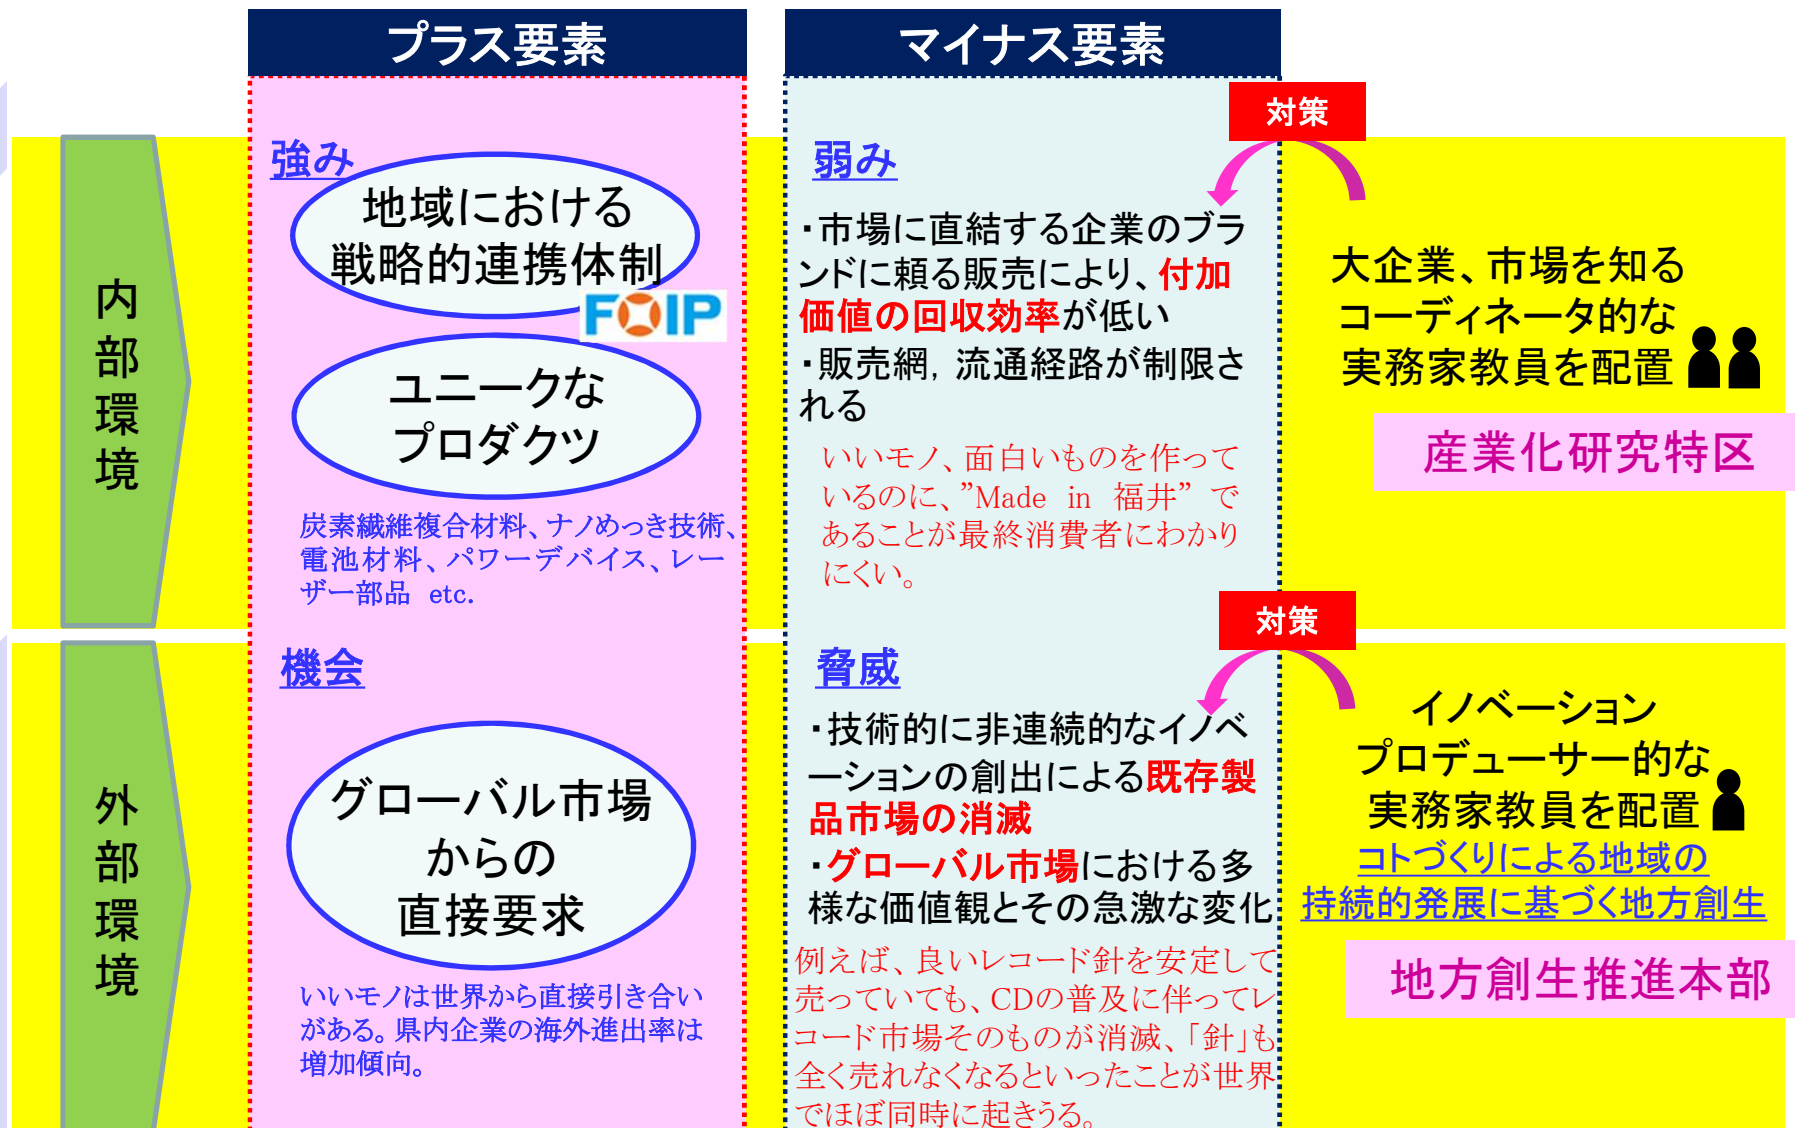 プラス要素
マイナス要素
内部環境
強み
地域における
戦略的連携体制
FOIP
ユニークな
プロダクツ
炭素繊維複合材料、ナノめっき技術、
電池材料、パワーデバイス、レー
ザー部品 etc.
弱み
・市場に直結する企業のブラ
ンドに頼る販売により、付加
価値の回収効率が低い
・販売網，流通経路が制限さ
れる
いいモノ、面白いものを作って
いるのに、”Made in 福井” で
あることが最終消費者にわかり
にくい。
対策
大企業、市場を知る
コーディネータ的な
実務家教員を配置
産業化研究特区
外部環境
機会
グローバル市場
からの
直接要求
いいモノは世界から直接引き合い
がある。県内企業の海外進出率は
増加傾向。
脅威
・技術的に非連続的なイノベ
ーションの創出による既存製
品市場の消滅
・グローバル市場における多
様な価値観とその急激な変化
例えば、良いレコード針を安定して
売っていても、CDの普及に伴ってレ
コード市場そのものが消滅、「針」も
全く売れなくなるといったことが世界
でほぼ同時に起きうる。
対策
イノベーション
プロデューサー的な
実務家教員を配置
コトづくりによる地域の
持続的発展に基づく地方創生
地方創生推進本部